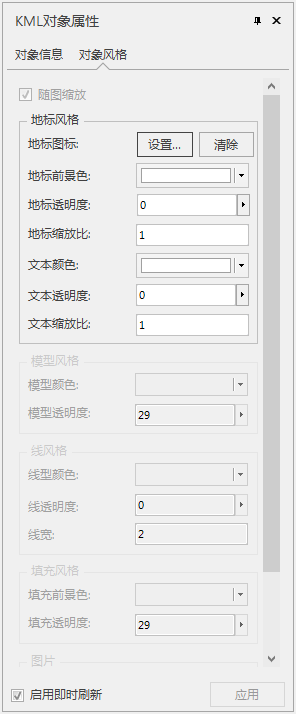 KML对象属性
对象信息 对象风格
随图缩放
地标风格
地标图标: 设置... 清除
地标前景色:
地标透明度: 0
地标缩放比: 1
文本颜色:
文本透明度: 0
文本缩放比: 1
模型风格
模型颜色:
模型透明度: 29
线风格
线型颜色:
线透明度: 0
线宽: 2
填充风格
填充前景色:
填充透明度: 29
图片
启用即时刷新 应用